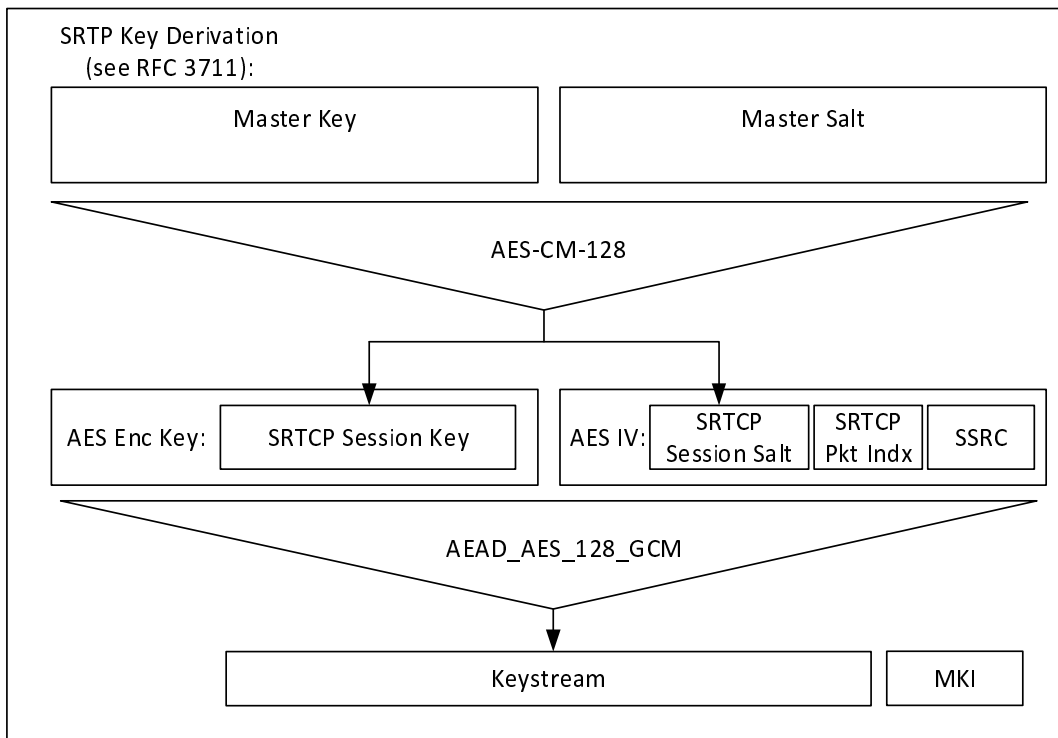 SRTP Key Derivation
(see RFC 3711):
Master Key
Master Salt
AES-CM-128
AES Enc Key:
SRTCP Session Key
AES IV:
SRTCP
Session Salt
SRTCP
Pkt Indx
SSRC
AEAD_AES_128_GCM
Keystream
MKI